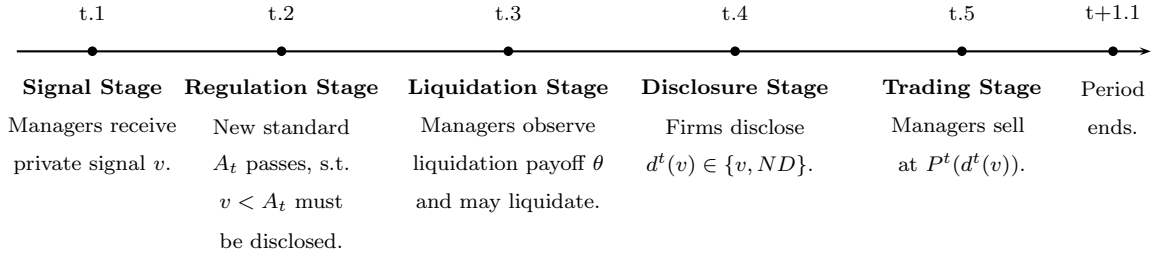 t.1 t.2 t.3 t.4 t.5 t+1.1
Signal Stage Regulation Stage Liquidation Stage Disclosure Stage Trading Stage Period
Managers receive New standard Managers observe Firms disclose Managers sell ends.
private signal v. A_t passes, s.t. liquidation payoff θ d^t(v) ∈ {v, ND}. at P^t(d^t(v)).
v < A_t must and may liquidate.
be disclosed.